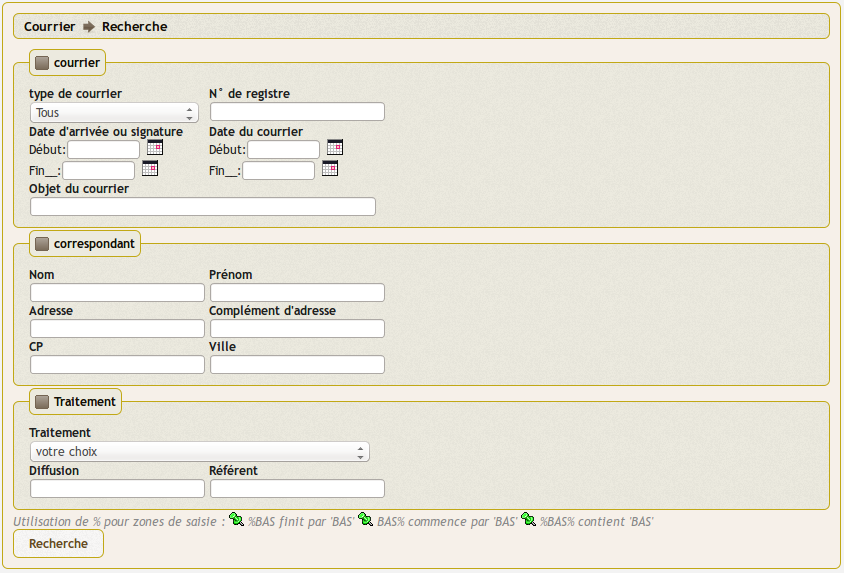 Courrier Recherche
courrier
type de courrier N° de registre
Tous
Date d'arrivée ou signature Date du courrier
Début: Début:
Fin__: Fin__:
Objet du courrier
correspondant
Nom Prénom
Adresse Complément d'adresse
CP Ville
Traitement
Traitement
votre choix
Diffusion Référent
Utilisation de % pour zones de saisie : %BAS finit par 'BAS' BAS% commence par 'BAS' %BAS% contient 'BAS'
Recherche